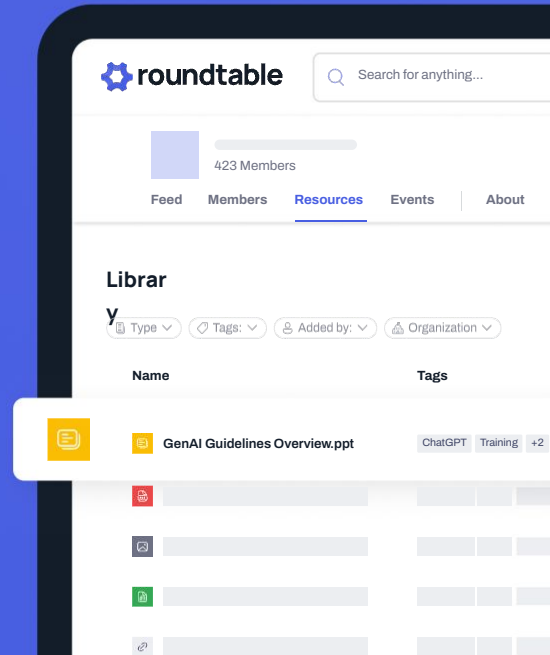 roundtable
Search for anything...
423 Members
Feed Members Resources Events About
Librar
y
Type Tags: Added by: Organization
Name Tags
GenAI Guidelines Overview.ppt ChatGPT Training +2